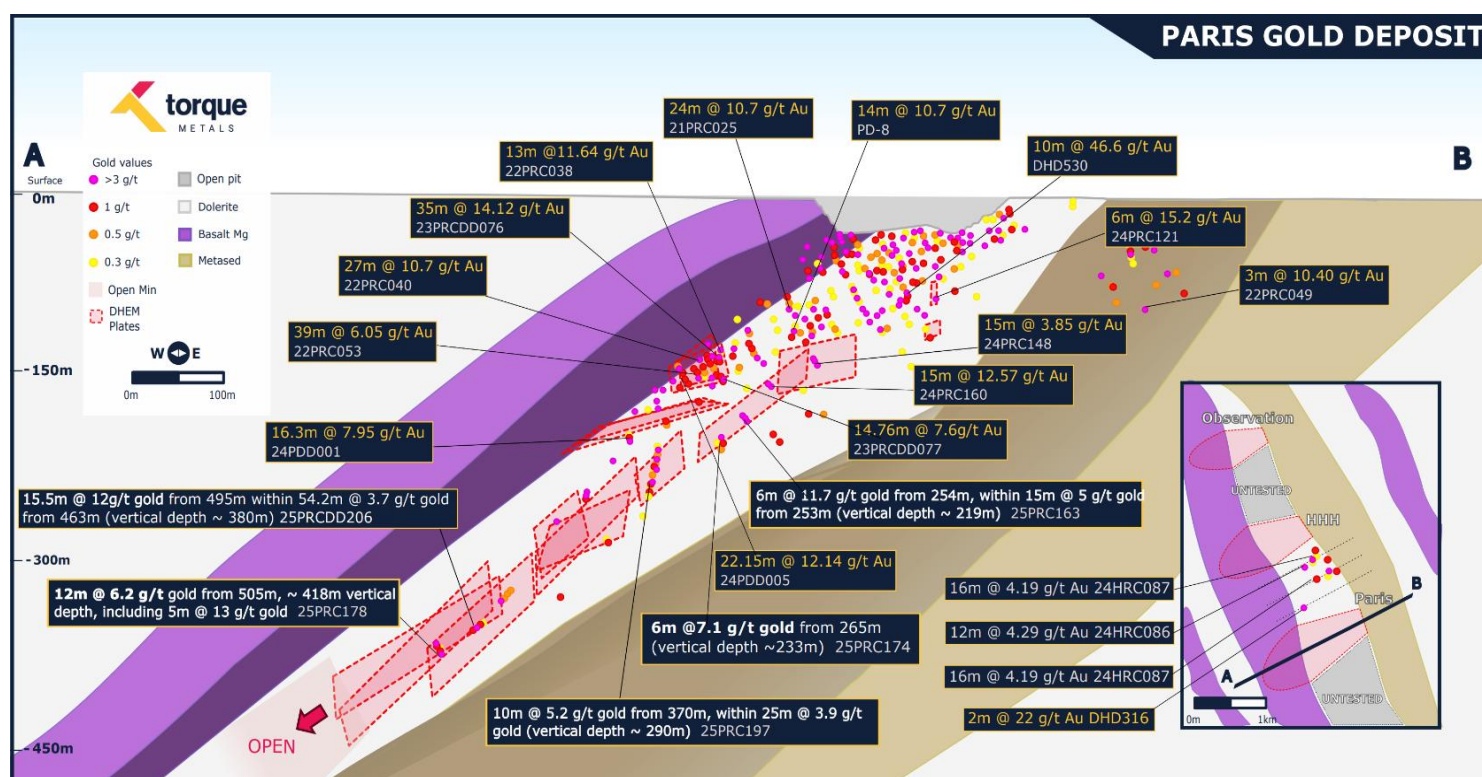 PARIS GOLD DEPOSIT
torque
METALS
A
Surface
B
Gold values
>3 g/t
1 g/t
0.5 g/t
0.3 g/t
Open Min
DHEM
Plates
Open pit
Dolerite
Basalt Mg
Metased
W E
0m 100m
0m
-150m
-300m
-450m
24m @ 10.7 g/t Au
21PRC025
14m @ 10.7 g/t Au
PD-8
13m @11.64 g/t Au
22PRC038
10m @ 46.6 g/t Au
DHD530
35m @ 14.12 g/t Au
23PRCDD076
6m @ 15.2 g/t Au
24PRC121
27m @ 10.7 g/t Au
22PRC040
3m @ 10.40 g/t Au
22PRC049
39m @ 6.05 g/t Au
22PRC053
15m @ 3.85 g/t Au
24PRC148
15m @ 12.57 g/t Au
24PRC160
16.3m @ 7.95 g/t Au
24PDD001
14.76m @ 7.6g/t Au
23PRCDD077
15.5m @ 12g/t gold from 495m within 54.2m @ 3.7 g/t gold
from 463m (vertical depth ~ 380m) 25PRCDD206
6m @ 11.7 g/t gold from 254m, within 15m @ 5 g/t gold
from 253m (vertical depth ~ 219m) 25PRC163
22.15m @ 12.14 g/t Au
24PDD005
12m @ 6.2 g/t gold from 505m, ~ 418m vertical
depth, including 5m @ 13 g/t gold 25PRC178
6m @7.1 g/t gold from 265m
(vertical depth ~233m) 25PRC174
10m @ 5.2 g/t gold from 370m, within 25m @ 3.9 g/t
gold (vertical depth ~ 290m) 25PRC197
OPEN
Observation
UNTESTED
HHH
Paris
B
A
UNTESTED
0m 1km
16m @ 4.19 g/t Au 24HRC087
12m @ 4.29 g/t Au 24HRC086
16m @ 4.19 g/t Au 24HRC087
2m @ 22 g/t Au DHD316